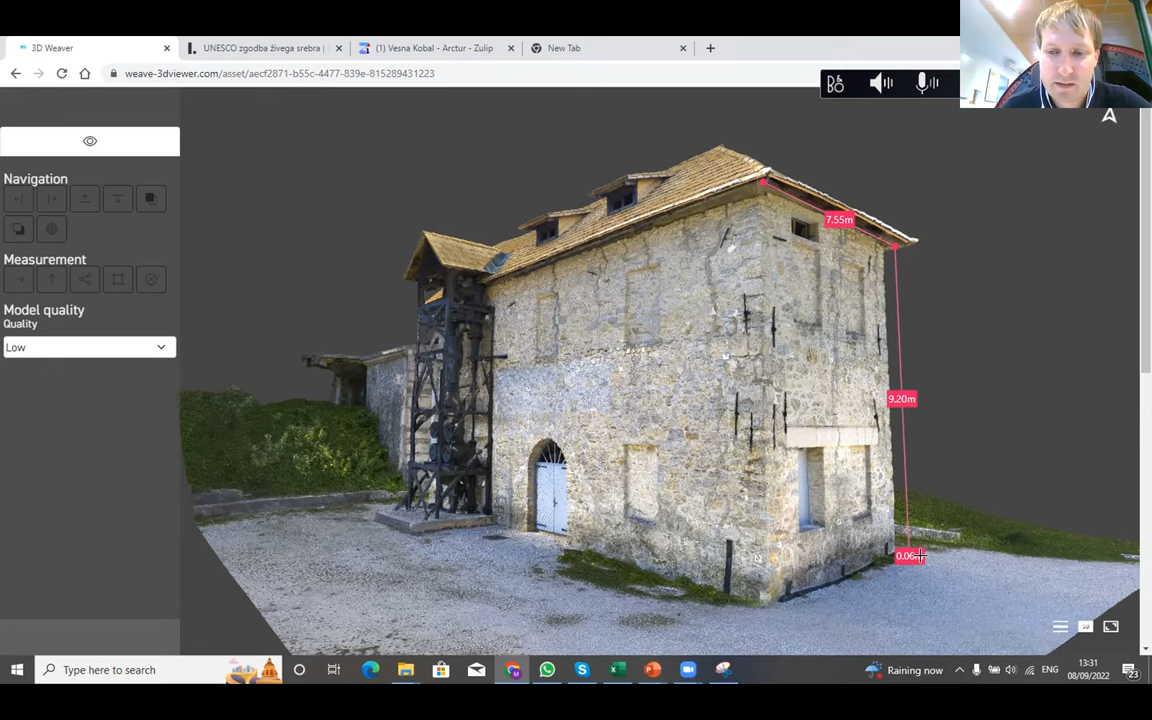 3D Weaver
UNESCO zgodba živega srebra |
(1) Vesna Kobal - Arctur - Zulip
New Tab
weave-3dviewer.com/asset/aecf2871-b55c-4477-839e-815289431223
Navigation
Measurement
Model quality
Quality
Low
7.55m
9.20m
Type here to search
Raining now
ENG
13:31
08/09/2022
23